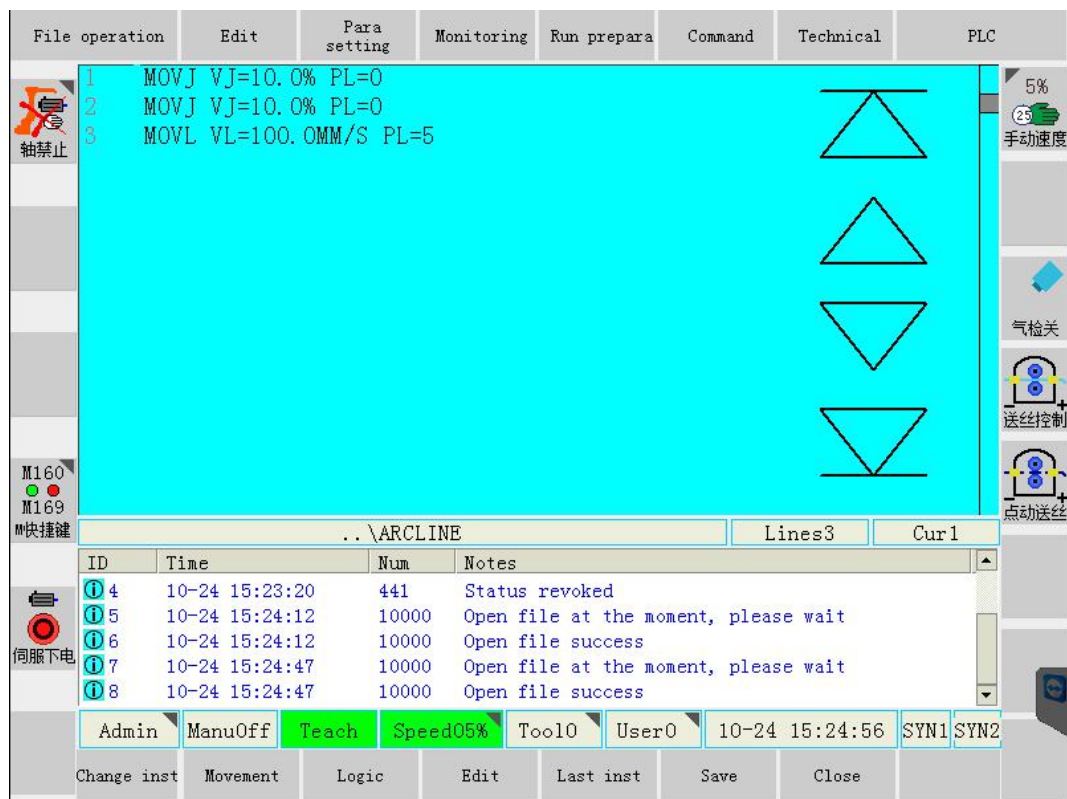 File operation Edit Para setting Monitoring Run prepara Command Technical PLC
1 MOVJ VJ=10.0% PL=0
2 MOVJ VJ=10.0% PL=0
3 MOVL VL=100.0MM/S PL=5
轴禁止
M160
M169
M快捷键
伺服下电
5%
25
手动速度
气检关
送丝控制
点动送丝
..\ARCLINE Lines3 Cur1
ID Time Num Notes
4 10-24 15:23:20 441 Status revoked
5 10-24 15:24:12 10000 Open file at the moment, please wait
6 10-24 15:24:12 10000 Open file success
7 10-24 15:24:47 10000 Open file at the moment, please wait
8 10-24 15:24:47 10000 Open file success
Admin ManuOff Teach Speed05% Tool0 User0 10-24 15:24:56 SYN1 SYN2
Change inst Movement Logic Edit Last inst Save Close